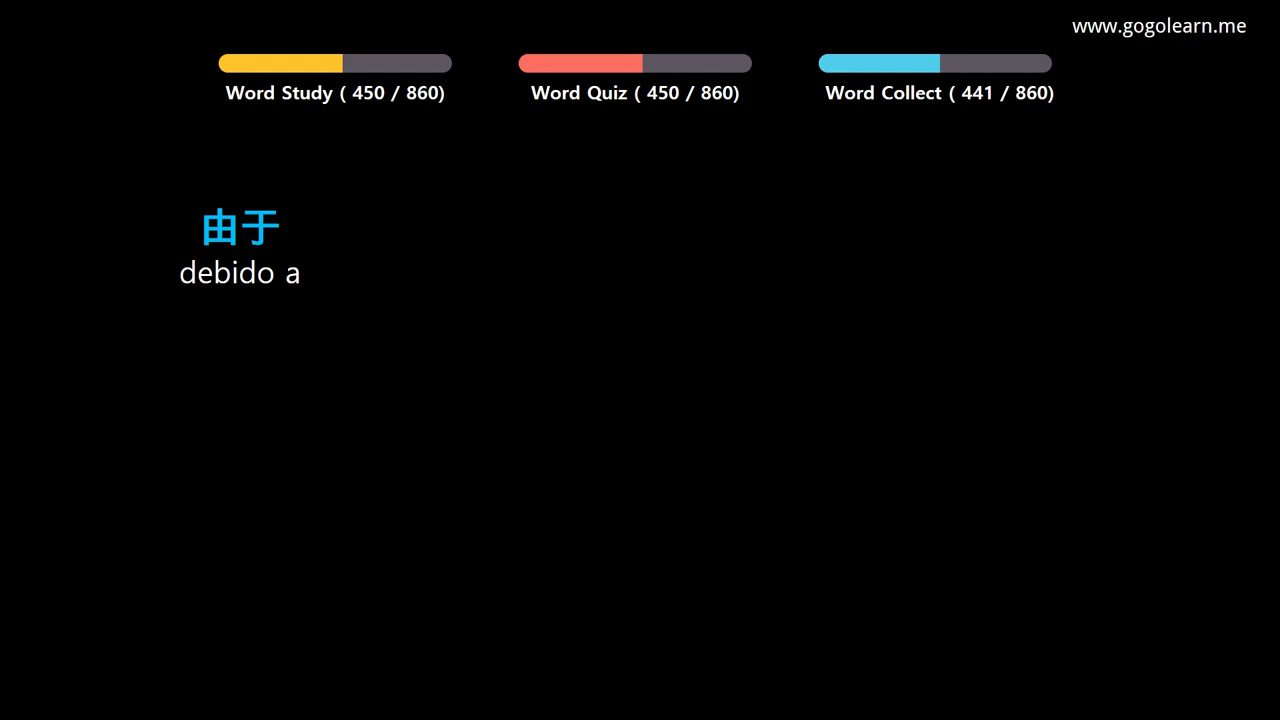 www.gogolearn.me
Word Study ( 450 / 860)
Word Quiz ( 450 / 860)
Word Collect ( 441 / 860)
由于
debido a